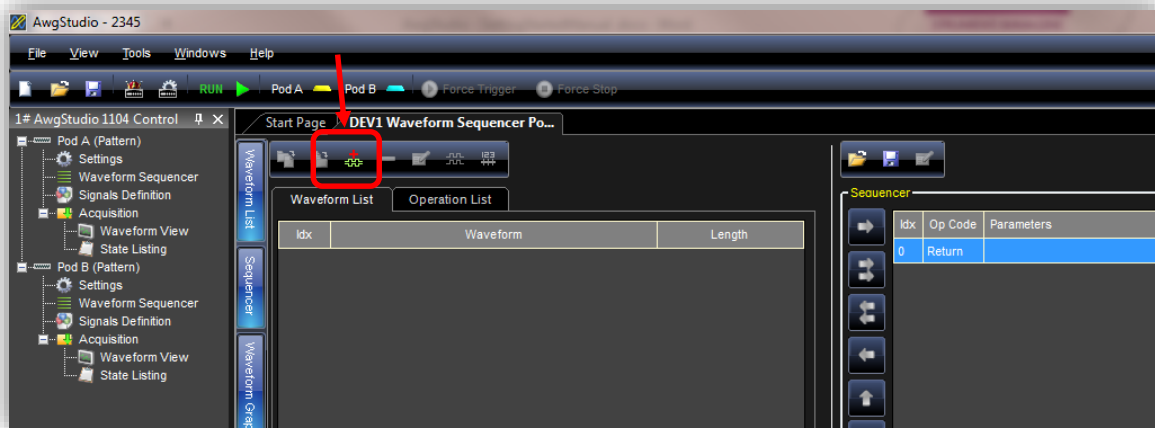 AwgStudio - 2345
File View Tools Windows Help
RUN Pod A Pod B Force Trigger Force Stop
1# AwgStudio 1104 Control
Start Page DEV1 Waveform Sequencer Po...
Pod A (Pattern)
Settings
Waveform Sequencer
Signals Definition
Acquisition
Waveform View
State Listing
Pod B (Pattern)
Settings
Waveform Sequencer
Signals Definition
Acquisition
Waveform View
State Listing
Waveform List
Sequencer
Waveform Grap
123
Waveform List Operation List
Idx Waveform Length
Sequencer
Idx Op Code Parameters
0 Return